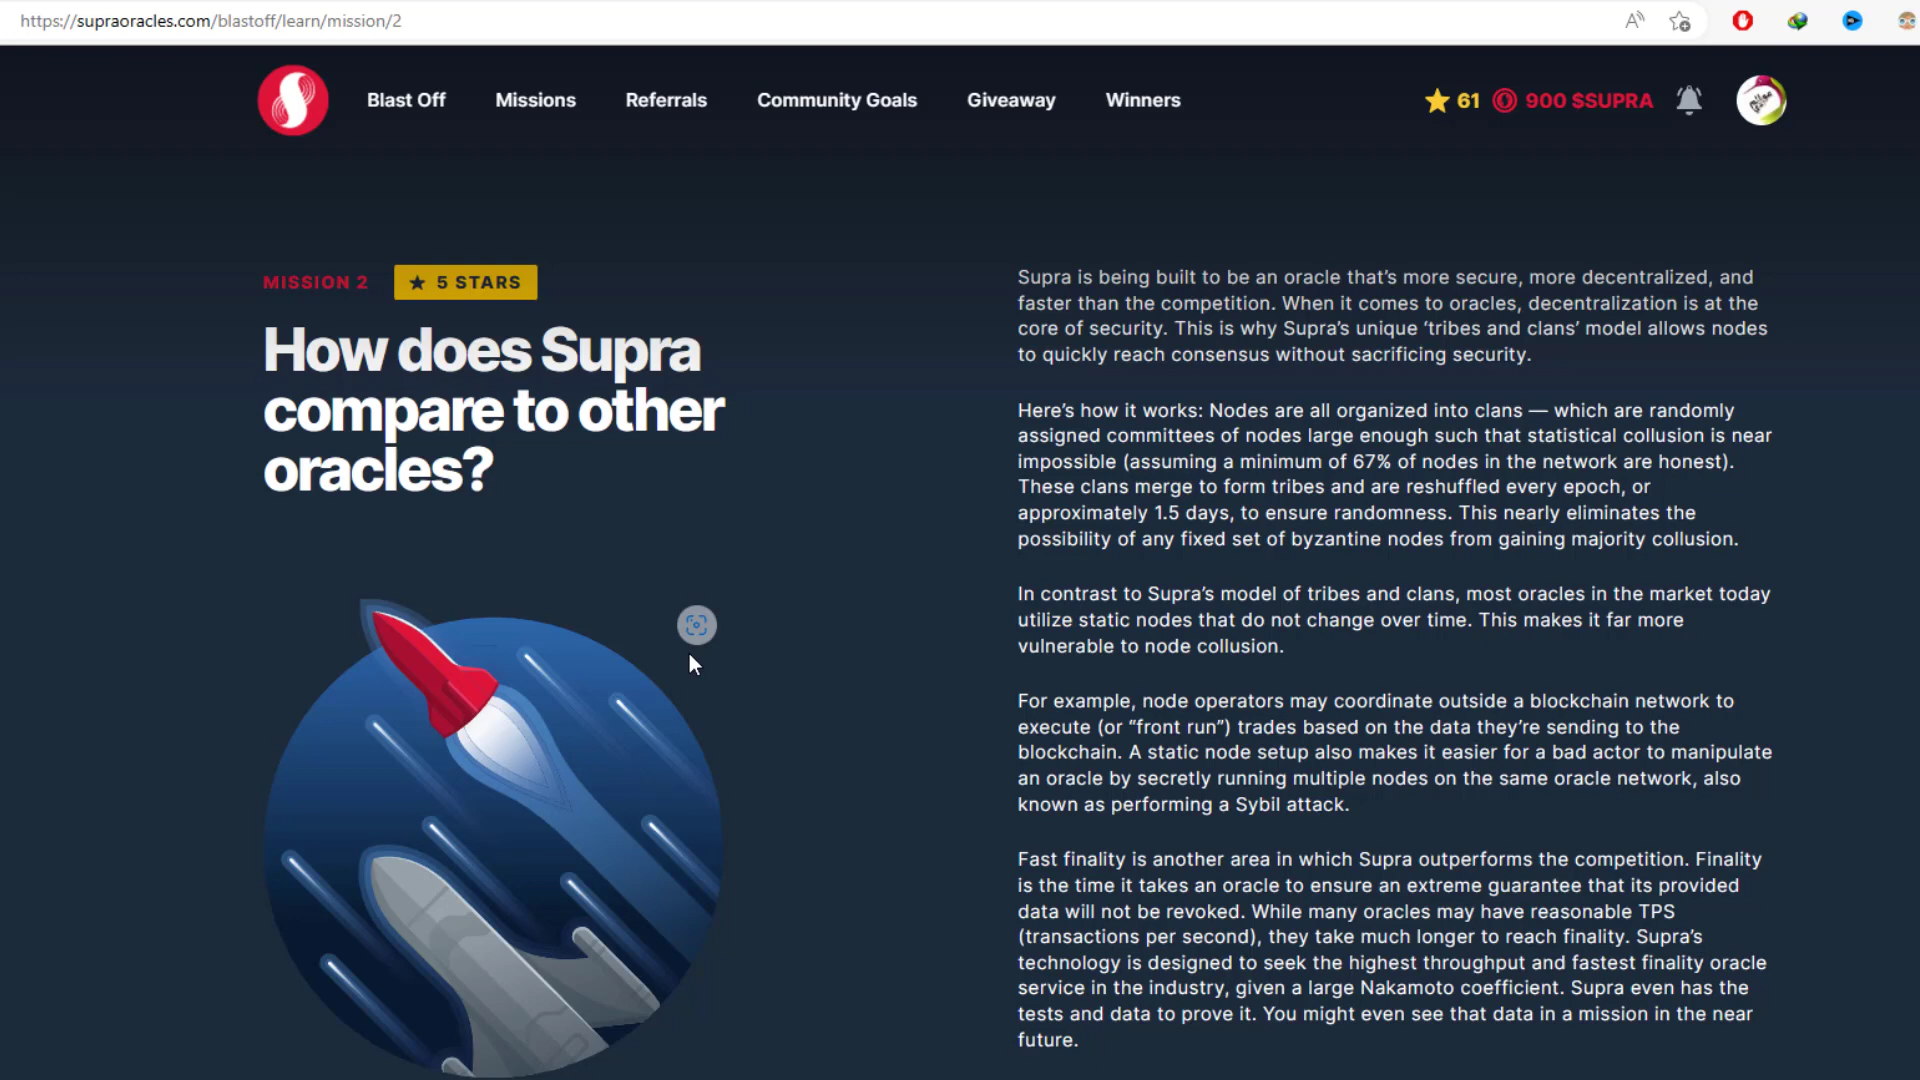 https://supraoracles.com/blastoff/learn/mission/2
Blast Off
Missions
Referrals
Community Goals
Giveaway
Winners
61
900 $SUPRA
MISSION 2
★ 5 STARS
How does Supra
compare to other
oracles?
Supra is being built to be an oracle that’s more secure, more decentralized, and
faster than the competition. When it comes to oracles, decentralization is at the
core of security. This is why Supra’s unique ‘tribes and clans’ model allows nodes
to quickly reach consensus without sacrificing security.
Here’s how it works: Nodes are all organized into clans — which are randomly
assigned committees of nodes large enough such that statistical collusion is near
impossible (assuming a minimum of 67% of nodes in the network are honest).
These clans merge to form tribes and are reshuffled every epoch, or
approximately 1.5 days, to ensure randomness. This nearly eliminates the
possibility of any fixed set of byzantine nodes from gaining majority collusion.
In contrast to Supra’s model of tribes and clans, most oracles in the market today
utilize static nodes that do not change over time. This makes it far more
vulnerable to node collusion.
For example, node operators may coordinate outside a blockchain network to
execute (or “front run”) trades based on the data they’re sending to the
blockchain. A static node setup also makes it easier for a bad actor to manipulate
an oracle by secretly running multiple nodes on the same oracle network, also
known as performing a Sybil attack.
Fast finality is another area in which Supra outperforms the competition. Finality
is the time it takes an oracle to ensure an extreme guarantee that its provided
data will not be revoked. While many oracles may have reasonable TPS
(transactions per second), they take much longer to reach finality. Supra’s
technology is designed to seek the highest throughput and fastest finality oracle
service in the industry, given a large Nakamoto coefficient. Supra even has the
tests and data to prove it. You might even see that data in a mission in the near
future.